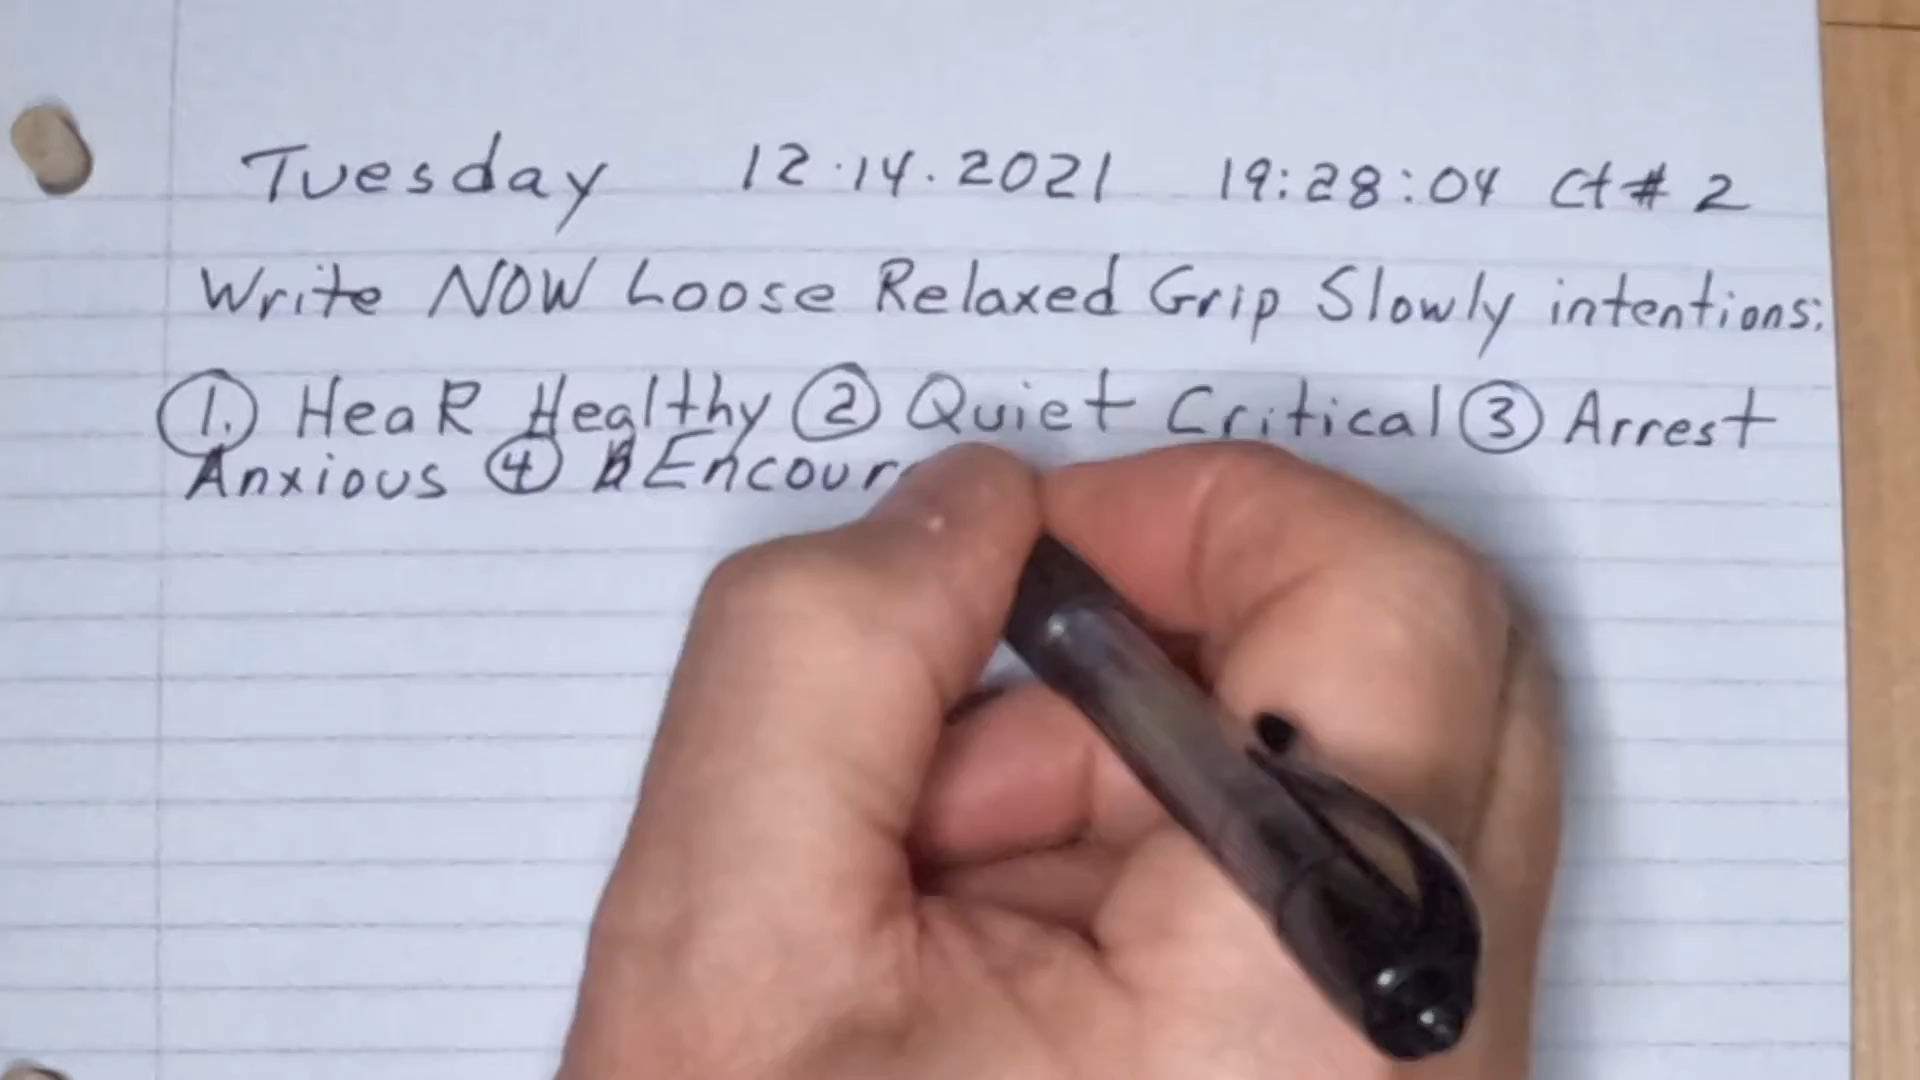 Tuesday 12.14.2021 19:28:04 Ct # 2
Write NOW Loose Relaxed Grip Slowly intentions:
① HeaR Healthy ② Quiet Critical ③ Arrest
Anxious ④ Encour